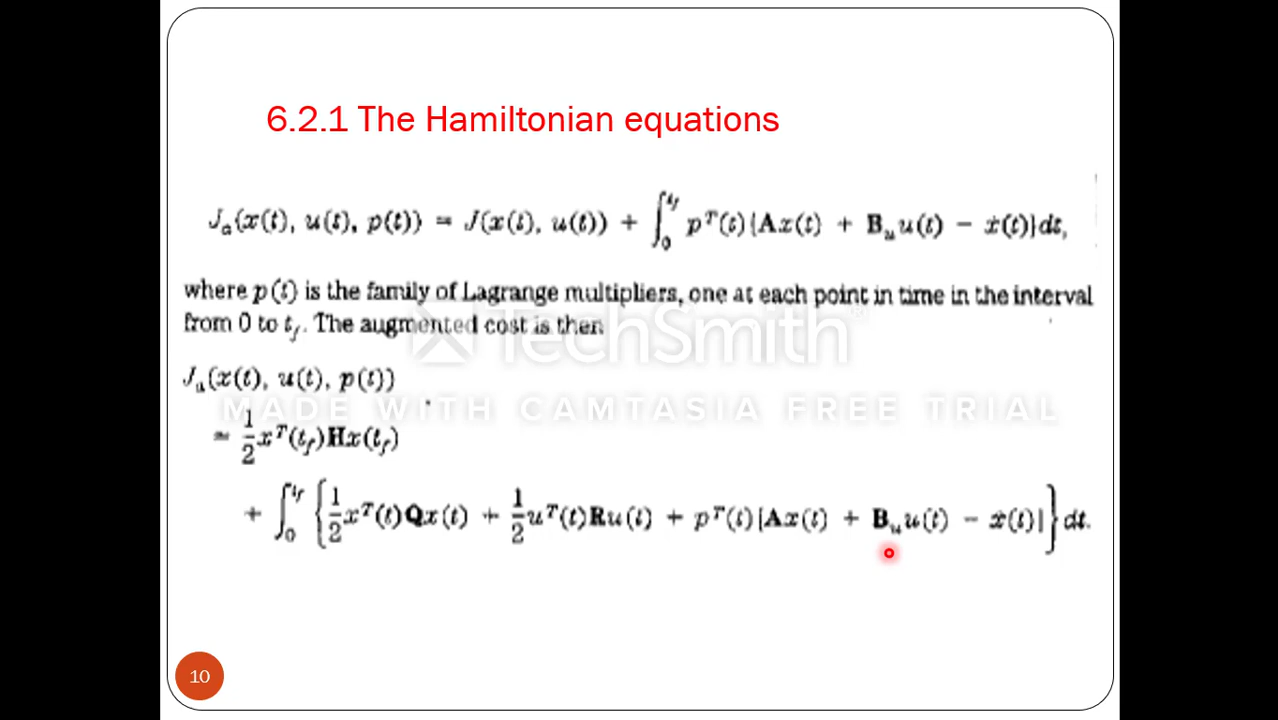 6.2.1 The Hamiltonian equations
J_a(x(t), u(t), p(t)) = J(x(t), u(t)) + ∫_0^{t_f} p^T(t){Ax(t) + B_u u(t) − ẋ(t)}dt,
where p(t) is the family of Lagrange multipliers, one at each point in time in the interval
from 0 to t_f. The augmented cost is then
TechSmith
J_a(x(t), u(t), p(t))
MADE WITH CAMTASIA FREE TRIAL
= 1/2 x^T(t_f)Hx(t_f)
+ ∫_0^{t_f} {1/2 x^T(t)Qx(t) + 1/2 u^T(t)Ru(t) + p^T(t)[Ax(t) + B_u u(t) − ẋ(t)]} dt.
10